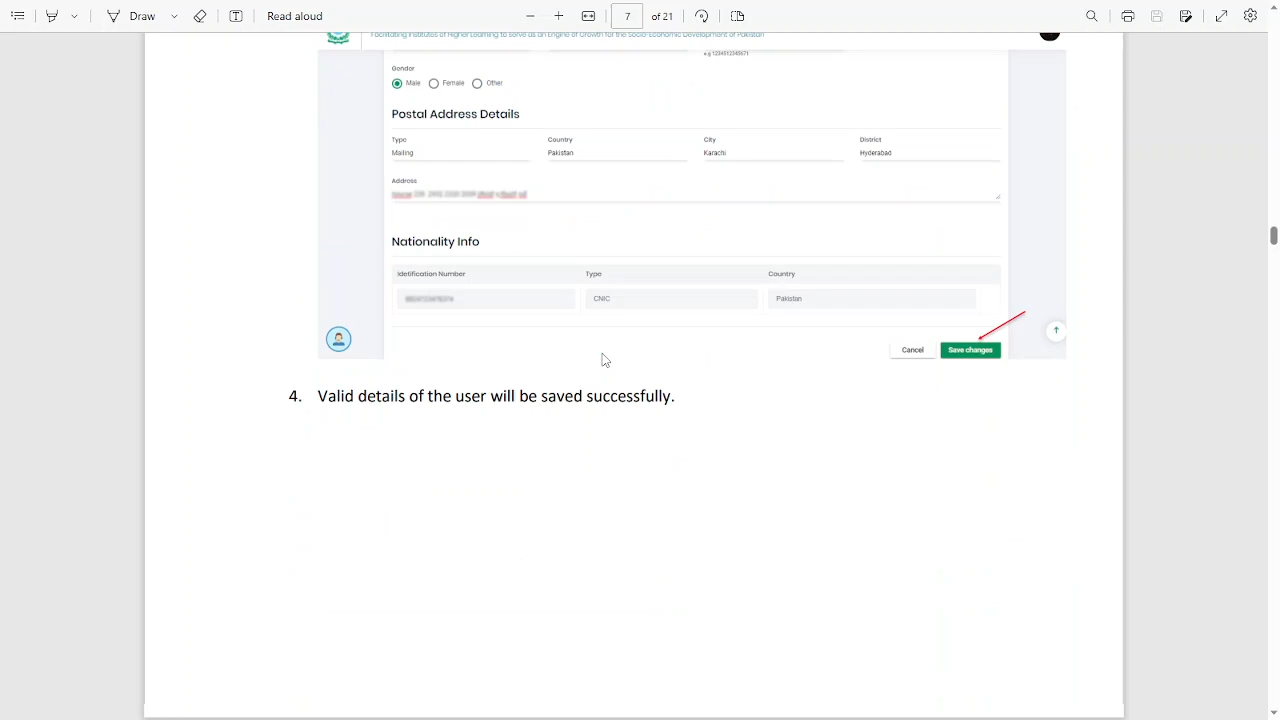 Draw Read aloud 7 of 21
Facilitating Institutes of Higher Learning to serve as an Engine of Growth for the Socio-Economic Development of Pakistan
Gender
Male Female Other
Postal Address Details
Type Country City District
Mailing Pakistan Karachi Hyderabad
Address
Nationality Info
Idetification Number Type Country
CNIC Pakistan
Cancel Save changes
4. Valid details of the user will be saved successfully.